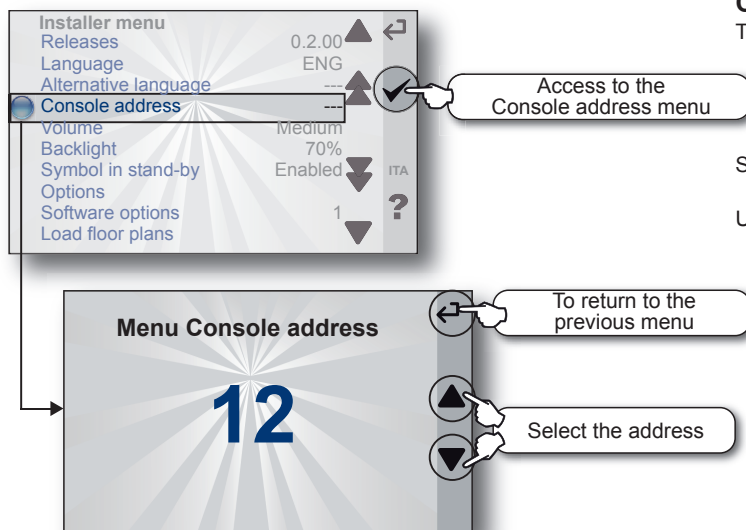 Installer menu
Releases 0.2.00
Language ENG
Alternative language ---
Console address ---
Volume Medium
Backlight 70%
Symbol in stand-by Enabled
ITA
Options
Software options 1
?
Load floor plans
Access to the
Console address menu
Menu Console address
12
To return to the
previous menu
Select the address